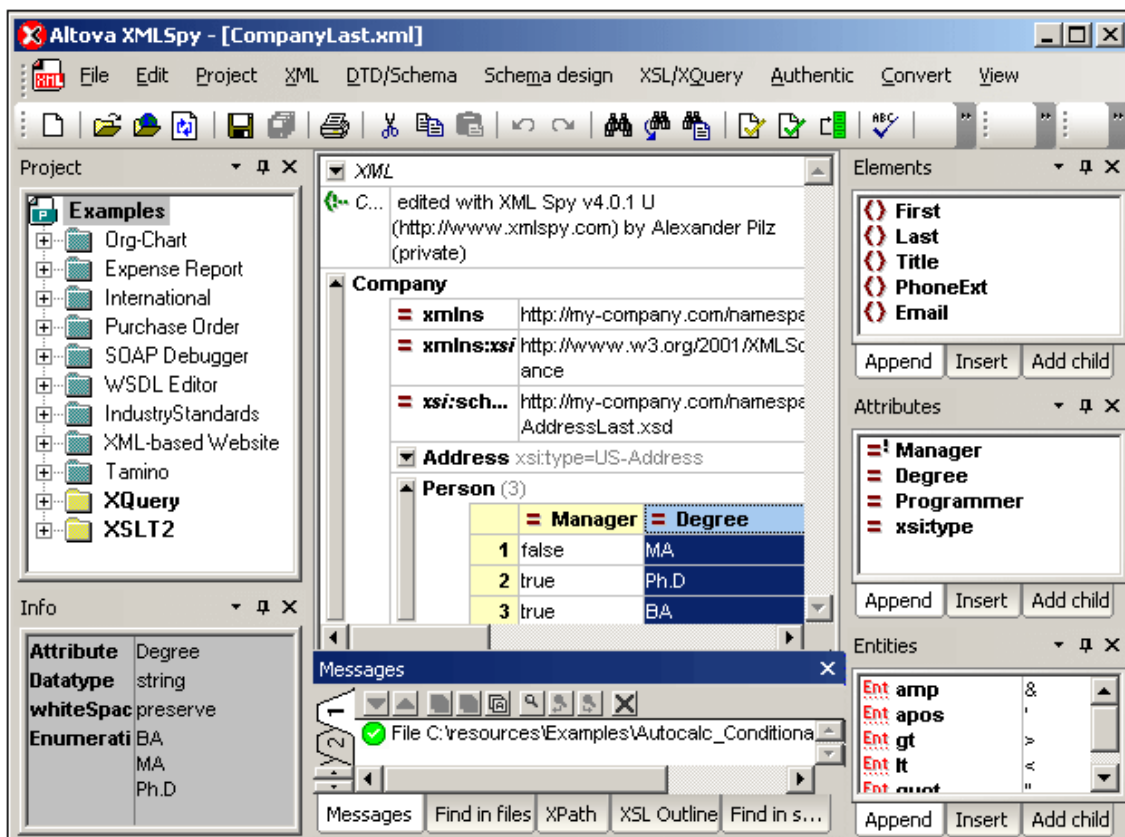 Altova XMLSpy - [CompanyLast.xml]
File Edit Project XML DTD/Schema Schema design XSL/XQuery Authentic Convert View
ABC
Project
Examples
Org-Chart
Expense Report
International
Purchase Order
SOAP Debugger
WSDL Editor
IndustryStandards
XML-based Website
Tamino
XQuery
XSLT2
Info
Attribute Degree
Datatype string
whiteSpac preserve
Enumerati BA
MA
Ph.D
XML
C... edited with XML Spy v4.0.1 U
(http://www.xmlspy.com) by Alexander Pilz
(private)
Company
= xmlns http://my-company.com/namespa
= xmlns:xsi http://www.w3.org/2001/XMLSc
ance
= xsi:sch... http://my-company.com/namespa
AddressLast.xsd
Address xsi:type=US-Address
Person (3)
= Manager = Degree
1 false MA
2 true Ph.D
3 true BA
Messages
1
2
File C:\resources\Examples\Autocalc_Conditiona
Messages Find in files XPath XSL Outline Find in s...
Elements
First
Last
Title
PhoneExt
Email
Append Insert Add child
Attributes
=! Manager
= Degree
= Programmer
= xsi:type
Append Insert Add child
Entities
Ent amp &
Ent apos '
Ent gt >
Ent lt <
Ent quot "
Append Insert Add child